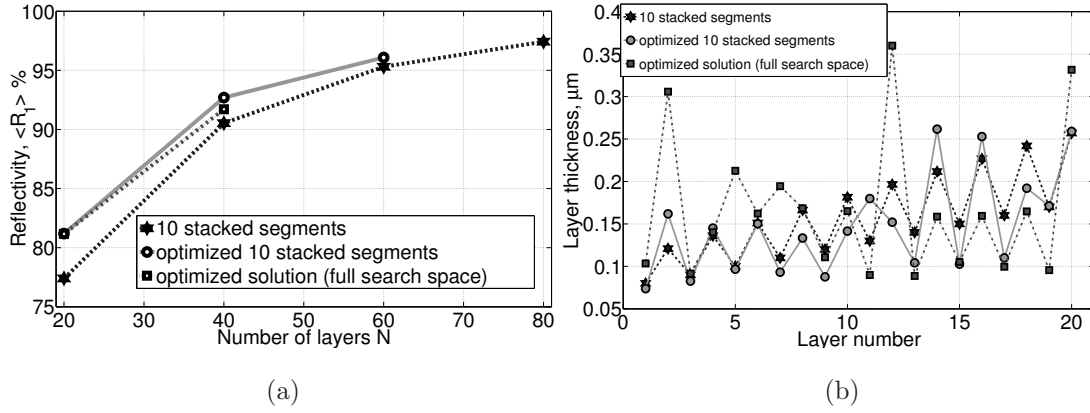 95
90
85
80
75
Reflectivity, <R_1> %
10 stacked segments
optimized 10 stacked segments
optimized solution (full search space)
20 30 40 50 60 70 80
Number of layers N
(a)
0.4
0.35
0.3
0.25
0.2
0.15
0.1
0.05
Layer thickness, μm
10 stacked segments
optimized 10 stacked segments
optimized solution (full search space)
0 5 10 15 20
Layer number
(b)